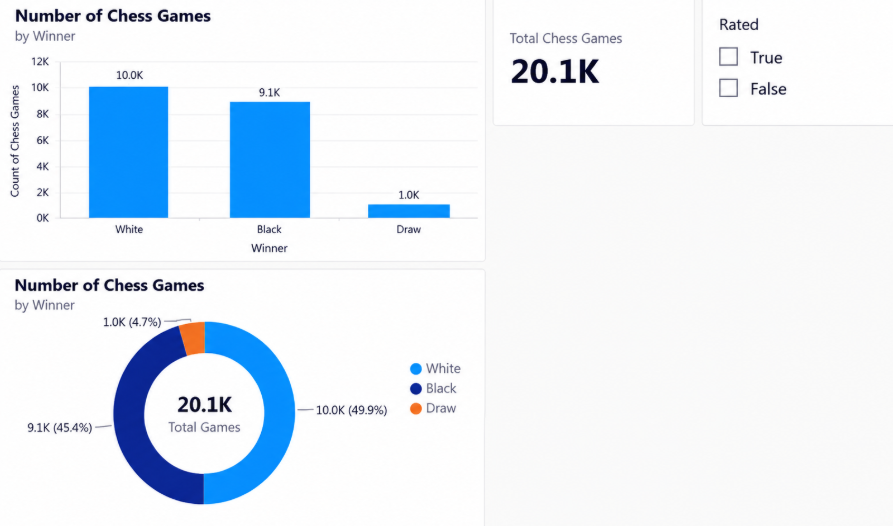 Number of Chess Games
by Winner
Count of Chess Games
12K
10K
8K
6K
4K
2K
0K
10.0K
9.1K
1.0K
White
Black
Draw
Winner
Total Chess Games
20.1K
Rated
True
False
Number of Chess Games
by Winner
1.0K (4.7%)
9.1K (45.4%)
20.1K
Total Games
10.0K (49.9%)
White
Black
Draw